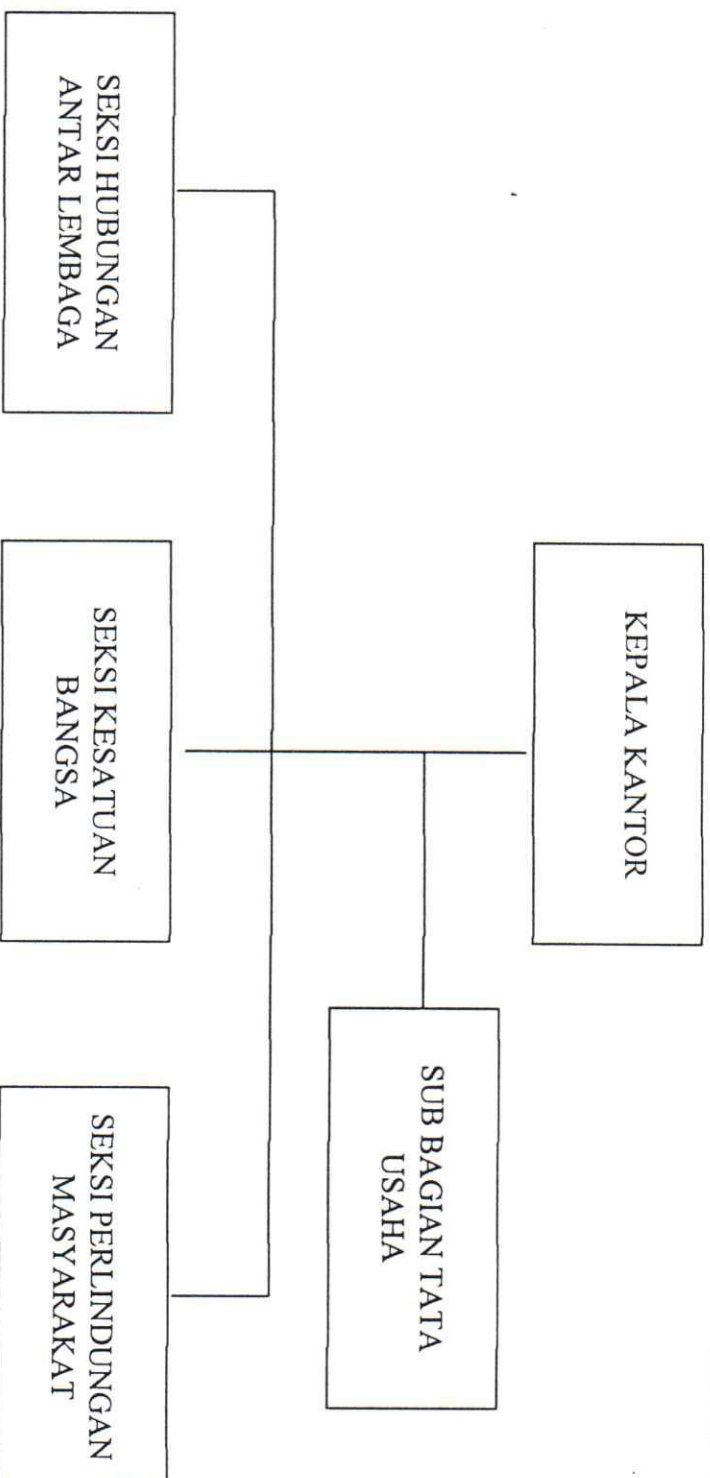 KEPALA KANTOR
SUB BAGIAN TATA
USAHA
SEKSI HUBUNGAN
ANTAR LEMBAGA
SEKSI KESATUAN
BANGSA
SEKSI PERLINDUNGAN
MASYARAKAT